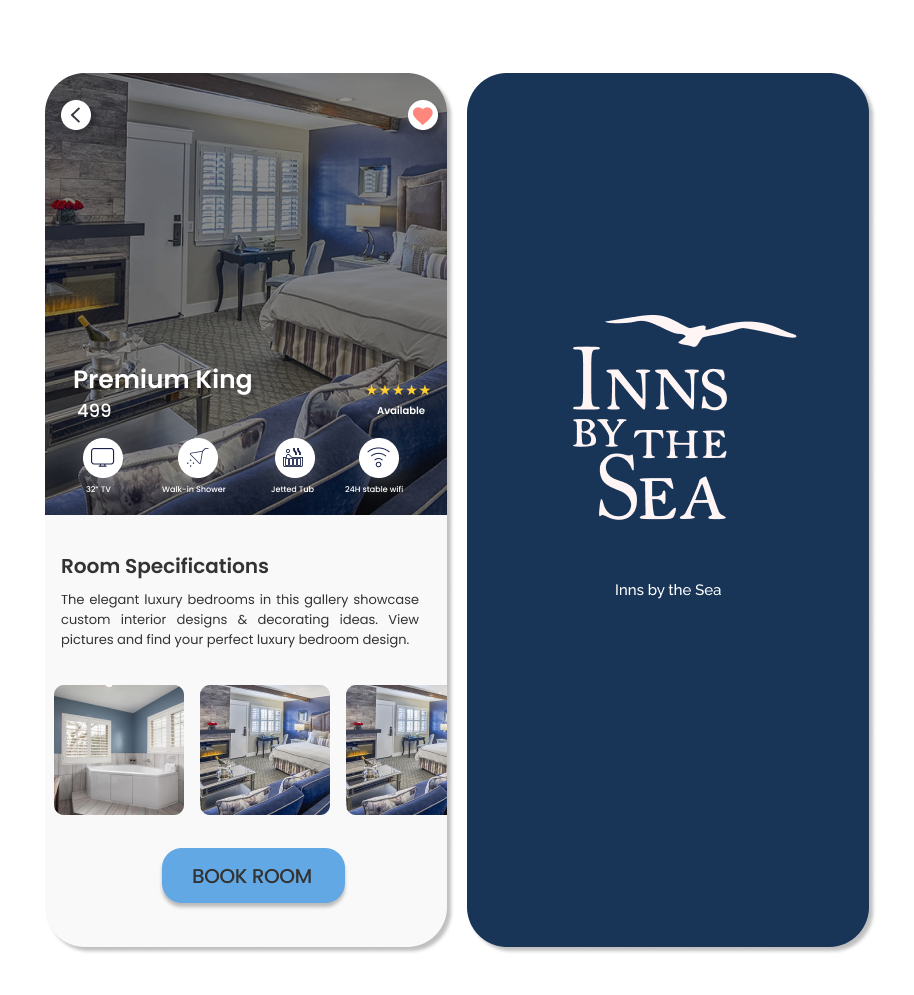 Premium King
499
Available
32" TV
Walk-in Shower
Jetted Tub
24H stable wifi
Room Specifications
The elegant luxury bedrooms in this gallery showcase
custom interior designs & decorating ideas. View
pictures and find your perfect luxury bedroom design.
BOOK ROOM
INNS
BY THE
SEA
Inns by the Sea